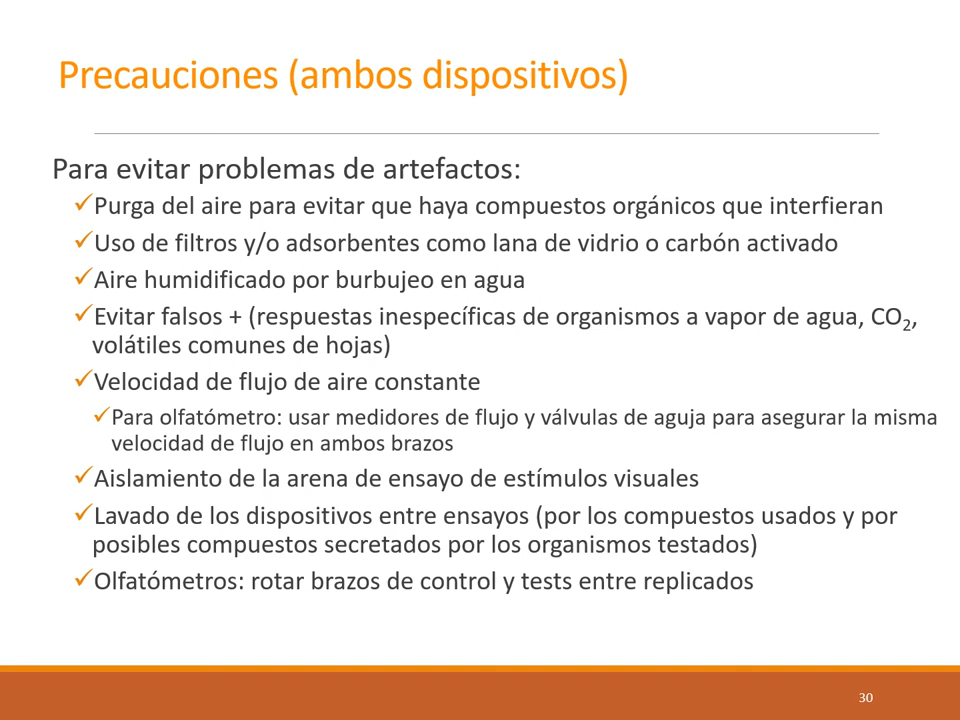 Precauciones (ambos dispositivos)
Para evitar problemas de artefactos:
✓Purga del aire para evitar que haya compuestos orgánicos que interfieran
✓Uso de filtros y/o adsorbentes como lana de vidrio o carbón activado
✓Aire humidificado por burbujeo en agua
✓Evitar falsos + (respuestas inespecíficas de organismos a vapor de agua, CO₂,
volátiles comunes de hojas)
✓Velocidad de flujo de aire constante
✓Para olfatómetro: usar medidores de flujo y válvulas de aguja para asegurar la misma
velocidad de flujo en ambos brazos
✓Aislamiento de la arena de ensayo de estímulos visuales
✓Lavado de los dispositivos entre ensayos (por los compuestos usados y por
posibles compuestos secretados por los organismos testados)
✓Olfatómetros: rotar brazos de control y tests entre replicados
30